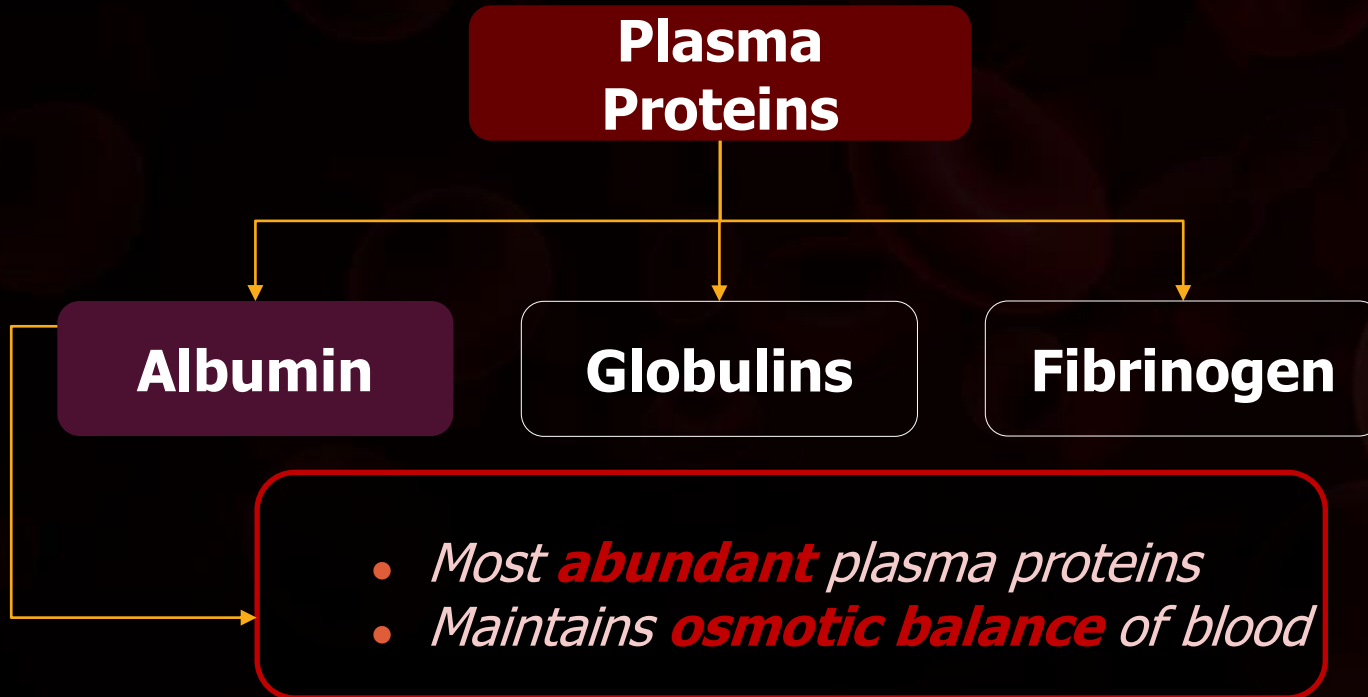 Plasma
Proteins
Albumin
Globulins
Fibrinogen
• Most abundant plasma proteins
• Maintains osmotic balance of blood